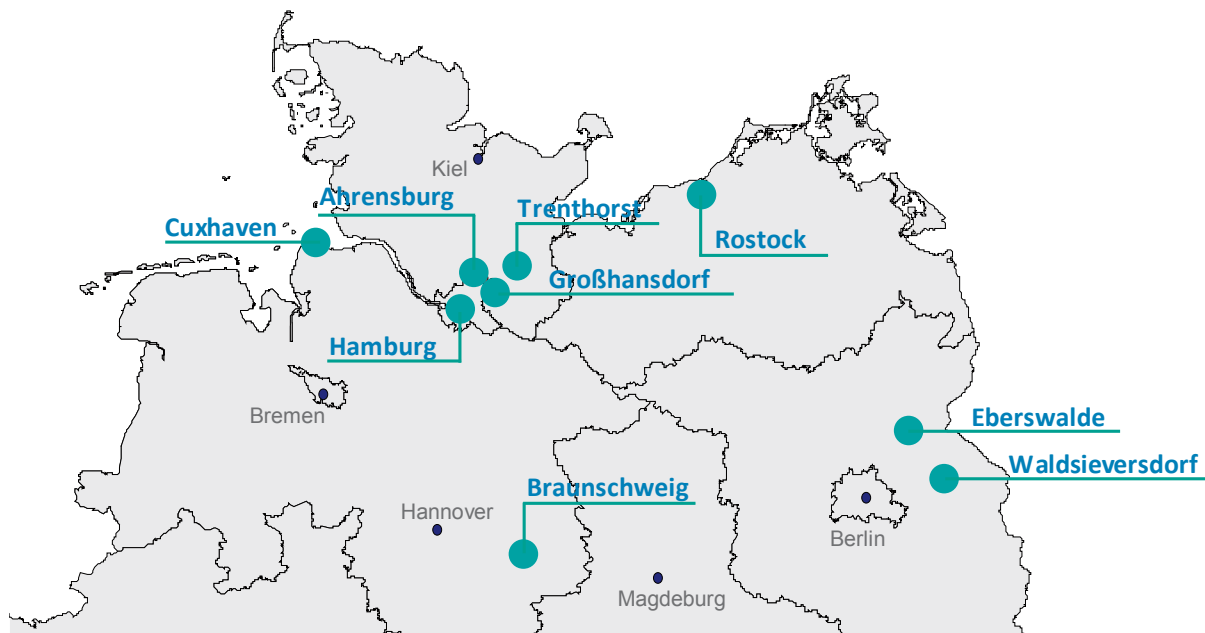 Kiel
Ahrensburg
Trenthorst
Cuxhaven
Rostock
Großhansdorf
Hamburg
Bremen
Eberswalde
Waldsieversdorf
Braunschweig
Hannover
Berlin
Magdeburg